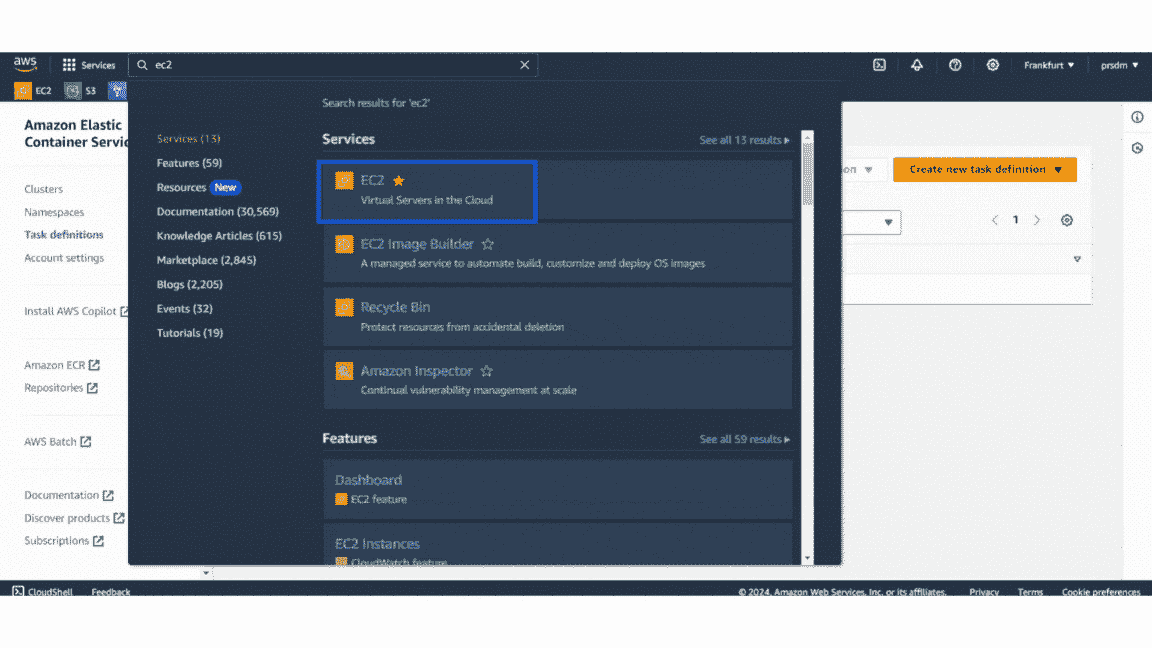 aws
Services
ec2
Frankfurt
prsdm
EC2
S3
Amazon Elastic
Container Servic
Clusters
Namespaces
Task definitions
Account settings
Install AWS Copilot
Amazon ECR
Repositories
AWS Batch
Documentation
Discover products
Subscriptions
Search results for 'ec2'
Services (13)
Features (59)
Resources New
Documentation (30,569)
Knowledge Articles (615)
Marketplace (2,845)
Blogs (2,205)
Events (32)
Tutorials (19)
Services
See all 13 results
EC2
Virtual Servers in the Cloud
EC2 Image Builder
A managed service to automate build, customize and deploy OS images
Recycle Bin
Protect resources from accidental deletion
Amazon Inspector
Continual vulnerability management at scale
Features
See all 59 results
Dashboard
EC2 feature
EC2 Instances
CloudWatch feature
on
Create new task definition
1
CloudShell
Feedback
© 2024, Amazon Web Services, Inc. or its affiliates.
Privacy
Terms
Cookie preferences